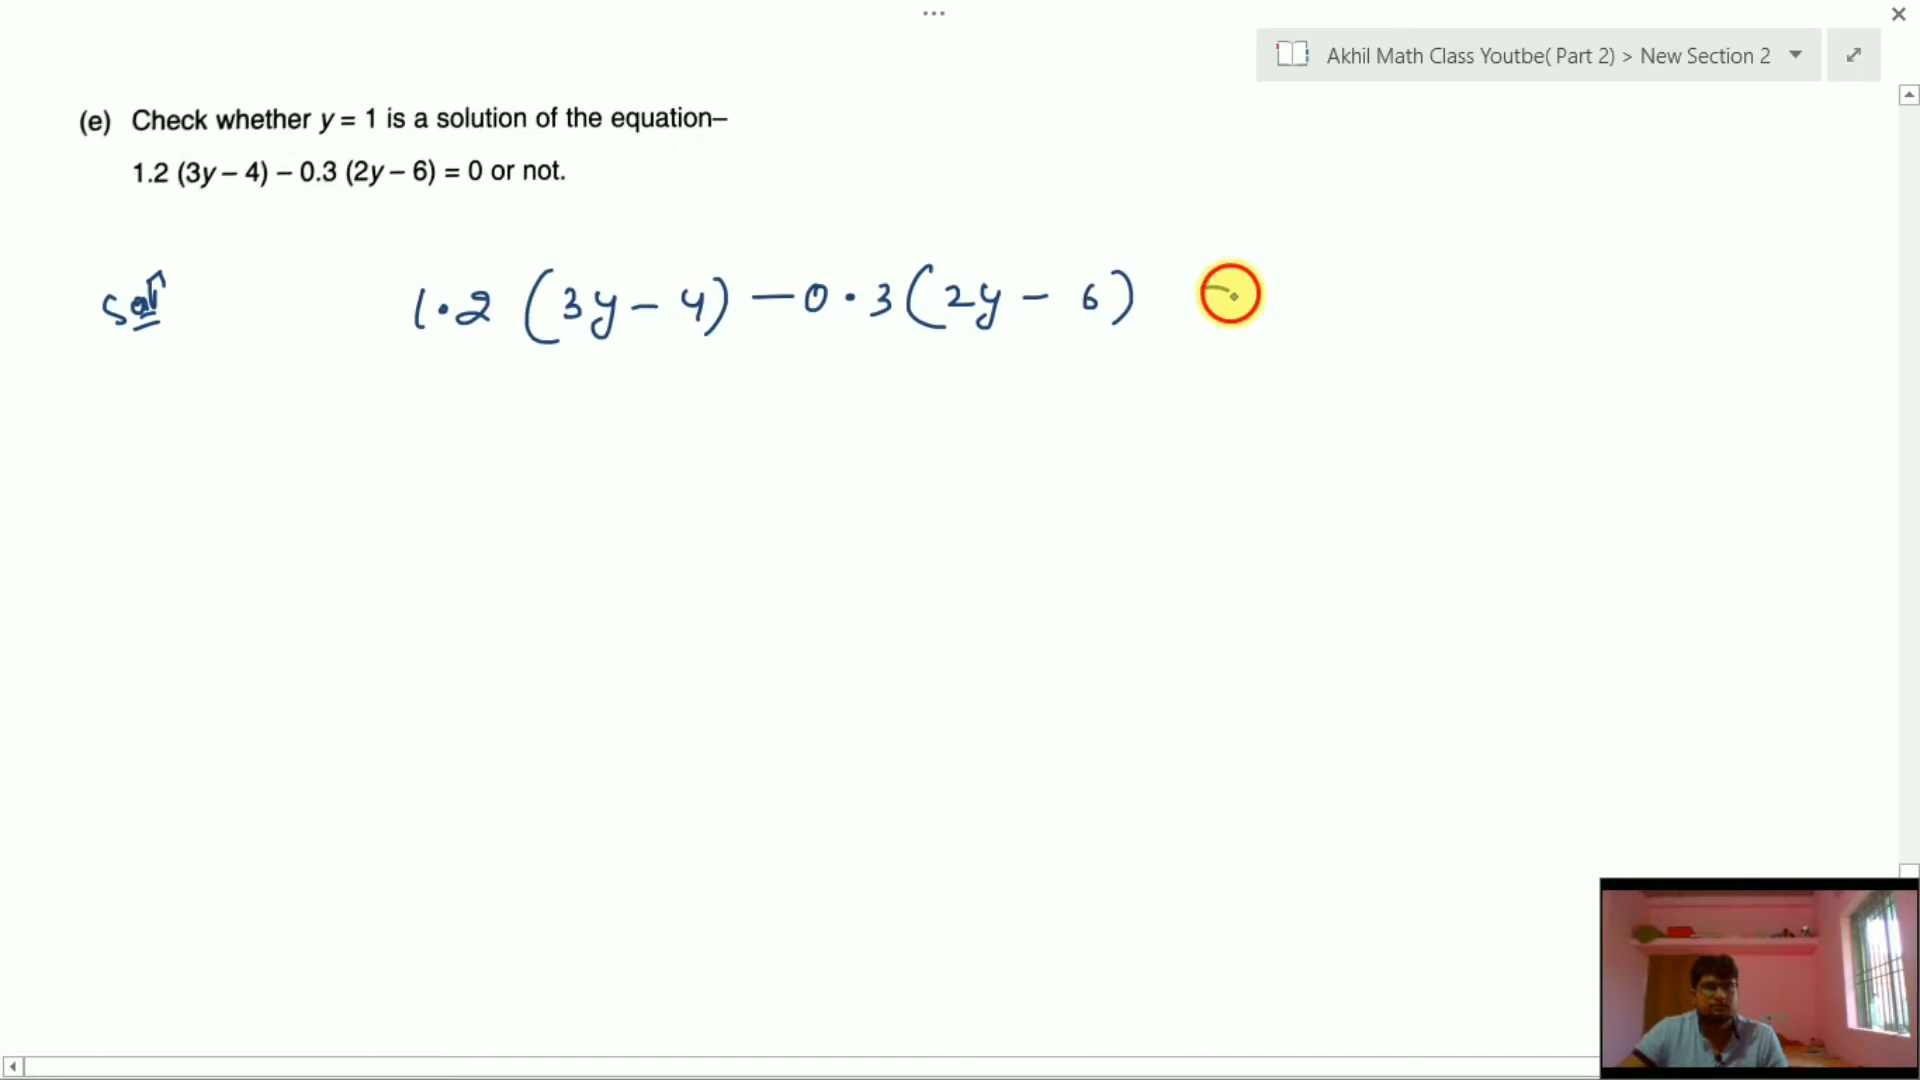 ...
Akhil Math Class Youtbe( Part 2) > New Section 2
(e) Check whether y = 1 is a solution of the equation–
1.2 (3y – 4) – 0.3 (2y – 6) = 0 or not.
Solⁿ 1.2 (3y - 4) - 0.3 (2y - 6)